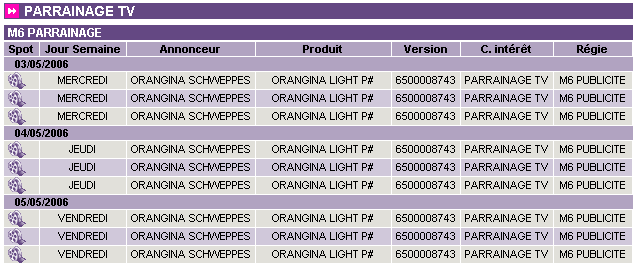 PARRAINAGE TV
M6 PARRAINAGE
Spot Jour Semaine Annonceur Produit Version C. intérêt Régie
03/05/2006
MERCREDI ORANGINA SCHWEPPES ORANGINA LIGHT P# 6500008743 PARRAINAGE TV M6 PUBLICITE
MERCREDI ORANGINA SCHWEPPES ORANGINA LIGHT P# 6500008743 PARRAINAGE TV M6 PUBLICITE
MERCREDI ORANGINA SCHWEPPES ORANGINA LIGHT P# 6500008743 PARRAINAGE TV M6 PUBLICITE
04/05/2006
JEUDI ORANGINA SCHWEPPES ORANGINA LIGHT P# 6500008743 PARRAINAGE TV M6 PUBLICITE
JEUDI ORANGINA SCHWEPPES ORANGINA LIGHT P# 6500008743 PARRAINAGE TV M6 PUBLICITE
JEUDI ORANGINA SCHWEPPES ORANGINA LIGHT P# 6500008743 PARRAINAGE TV M6 PUBLICITE
05/05/2006
VENDREDI ORANGINA SCHWEPPES ORANGINA LIGHT P# 6500008743 PARRAINAGE TV M6 PUBLICITE
VENDREDI ORANGINA SCHWEPPES ORANGINA LIGHT P# 6500008743 PARRAINAGE TV M6 PUBLICITE
VENDREDI ORANGINA SCHWEPPES ORANGINA LIGHT P# 6500008743 PARRAINAGE TV M6 PUBLICITE